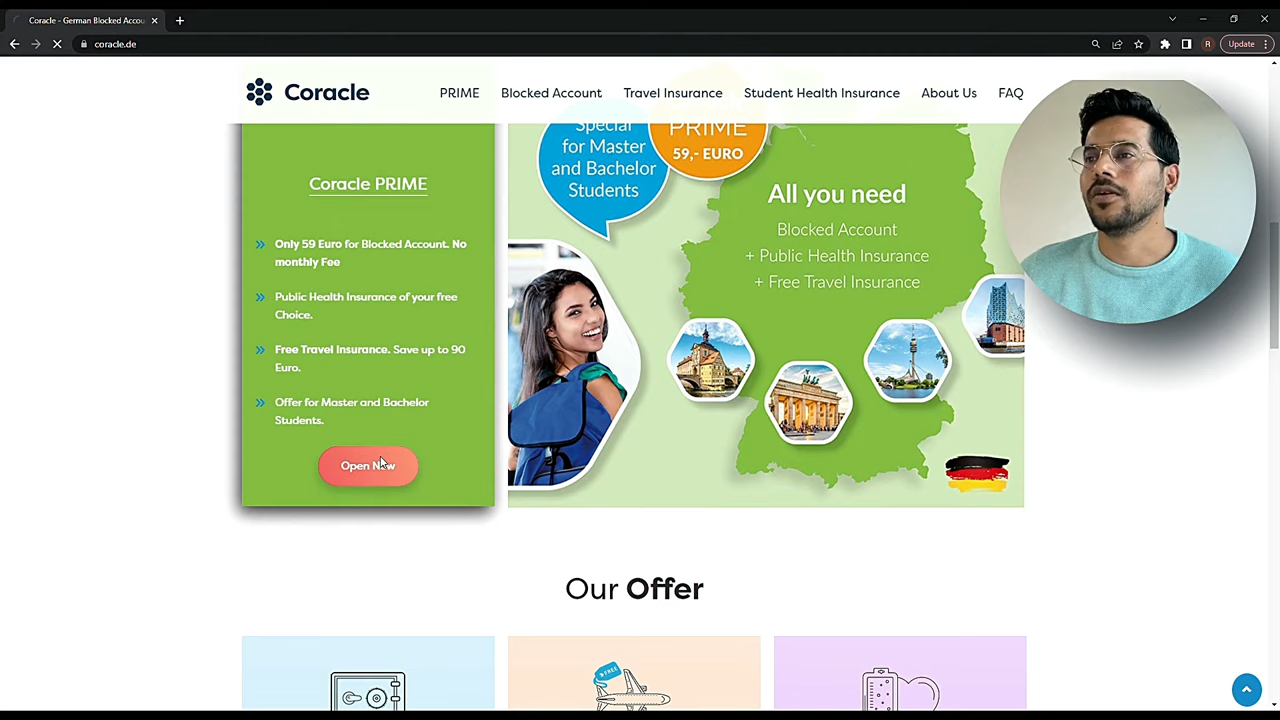 Coracle - German Blocked Accou
coracle.de
R
Update
Coracle
PRIME
Blocked Account
Travel Insurance
Student Health Insurance
About Us
FAQ
Coracle PRIME
Only 59 Euro for Blocked Account. No
monthly Fee
Public Health Insurance of your free
Choice.
Free Travel Insurance. Save up to 90
Euro.
Offer for Master and Bachelor
Students.
Open Now
Special
for Master
and Bachelor
Students
PRIME
59,- EURO
All you need
Blocked Account
+ Public Health Insurance
+ Free Travel Insurance
Our Offer
FREE